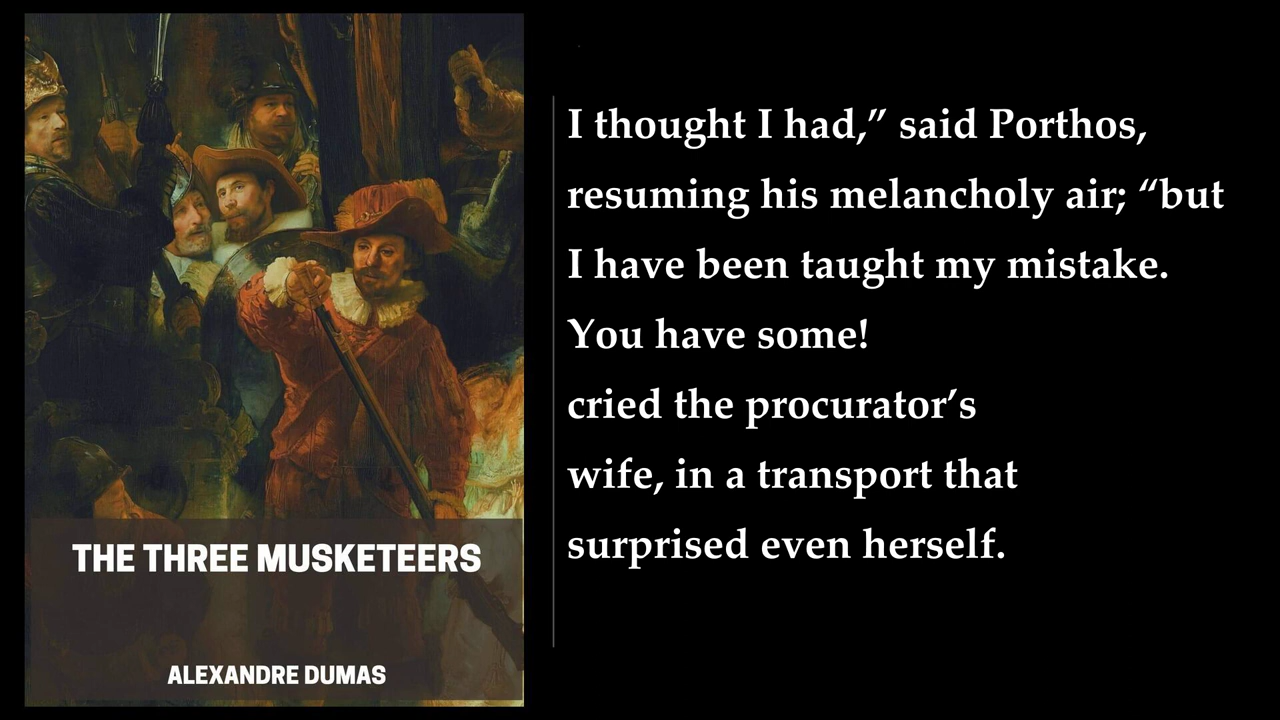 THE THREE MUSKETEERS
ALEXANDRE DUMAS
I thought I had,” said Porthos,
resuming his melancholy air; “but
I have been taught my mistake.
You have some!
cried the procurator’s
wife, in a transport that
surprised even herself.